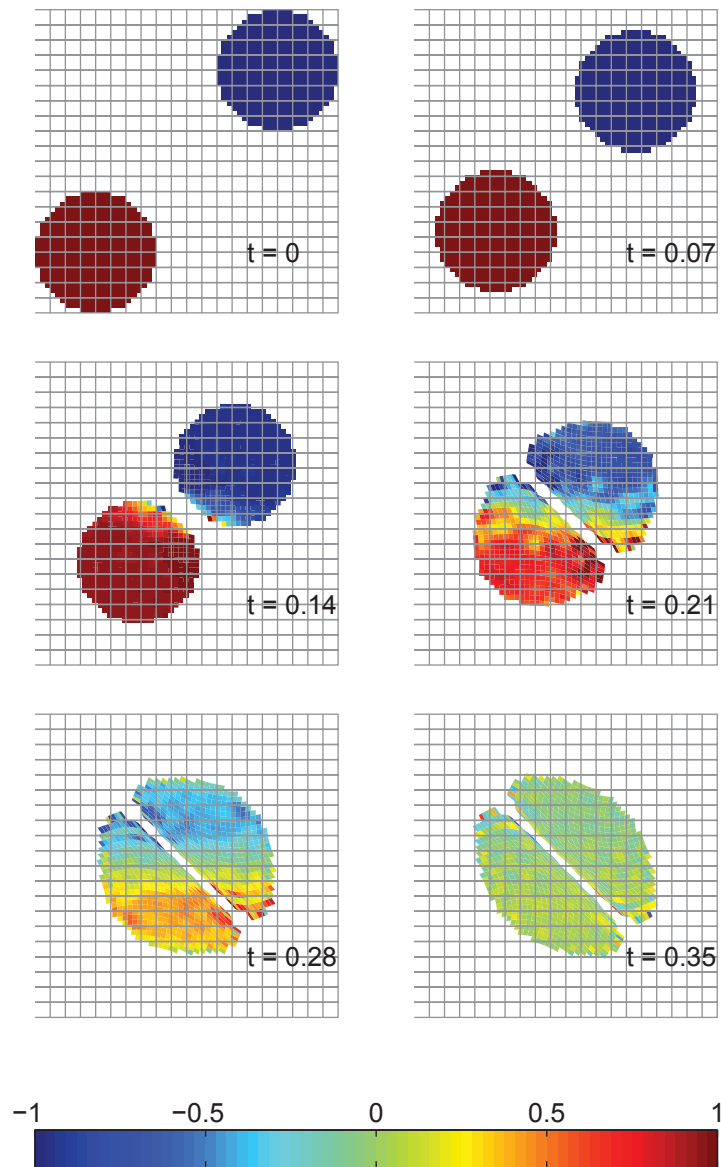 t = 0
t = 0.07
t = 0.14
t = 0.21
t = 0.28
t = 0.35
−1 −0.5 0 0.5 1